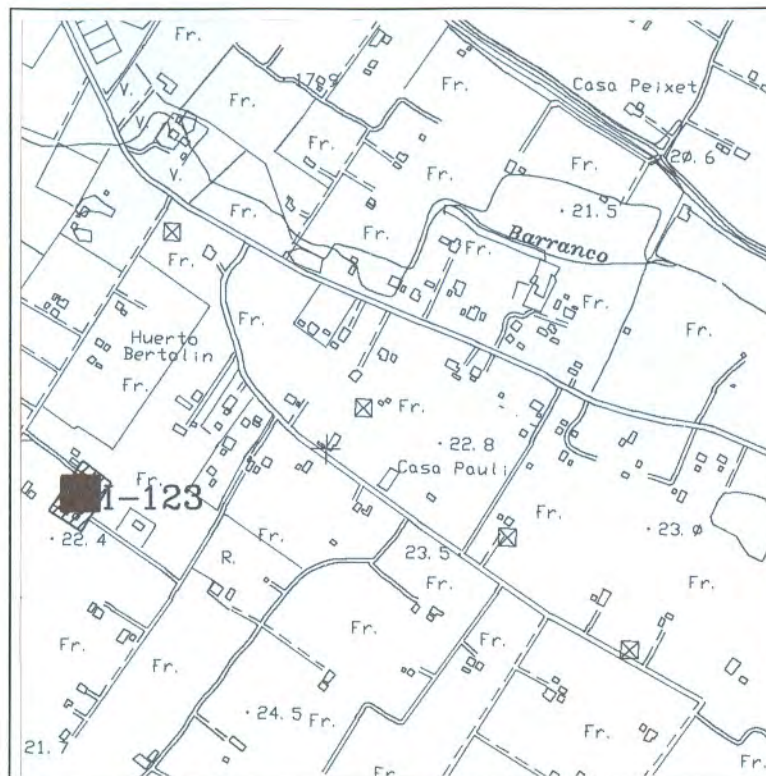 Fr.
Fr.
17.9
Fr.
Casa Peixet
V.
V.
Fr.
V.
Fr.
20.6
Fr.
21.5
Fr.
Barranco
Fr.
Fr.
Fr.
Fr.
Fr.
Huerto
Bertolin
Fr.
Fr.
22.8
Casa Pauli
Fr.
-123
Fr.
23.0
22.4
Fr.
23.5
R.
Fr.
Fr.
Fr.
Fr.
Fr.
Fr.
24.5
Fr.
Fr.
21.7
Fr.
Fr.